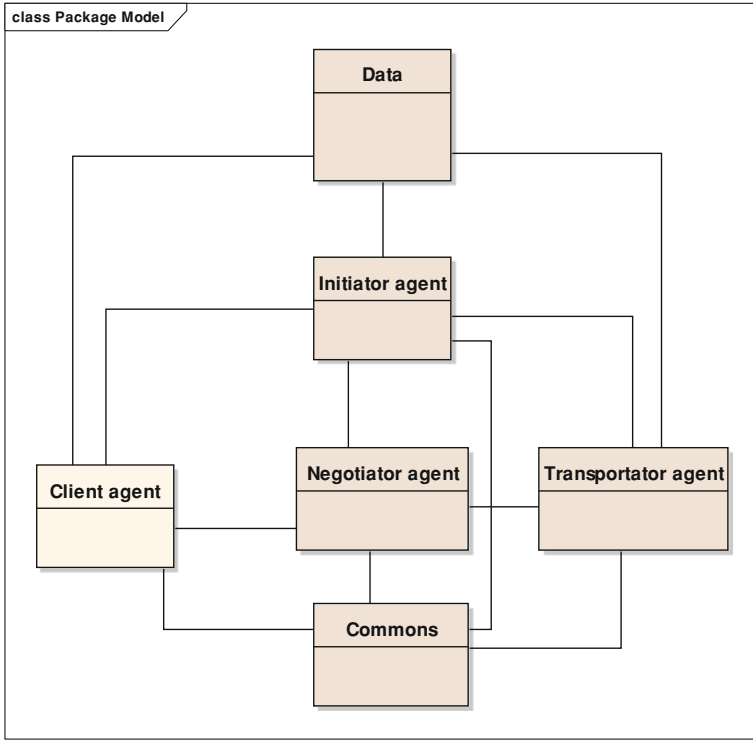 class Package Model
Data
Initiator agent
Client agent
Negotiator agent
Transportator agent
Commons